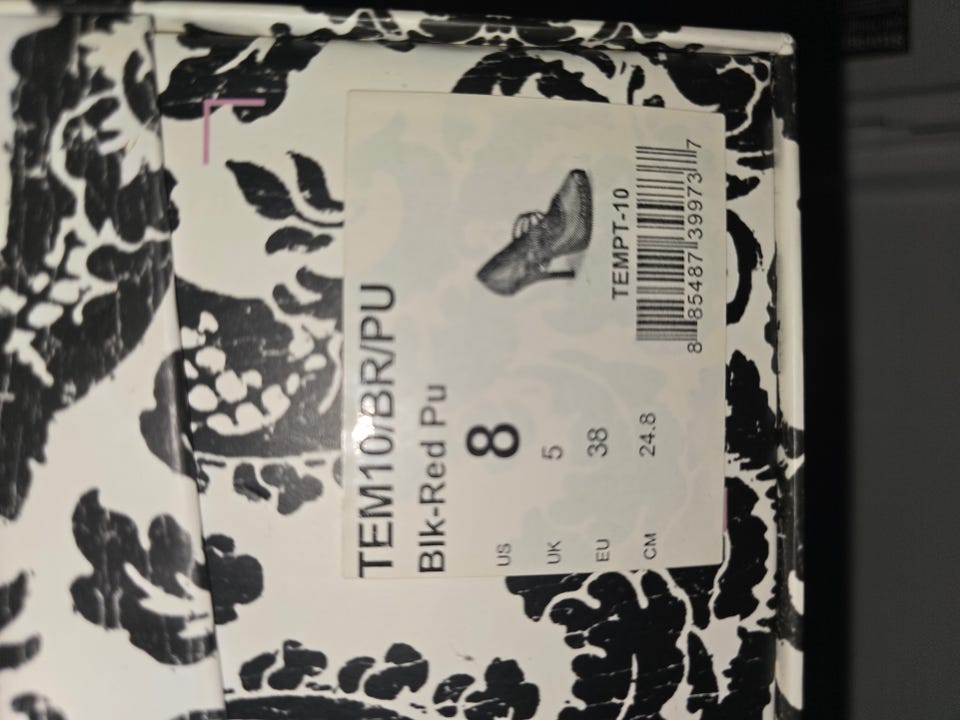 TEM10/BR/PU
Blk-Red Pu
US 8
UK 5
EU 38
CM 24.8
TEMPT-10
8 85487 39973 7